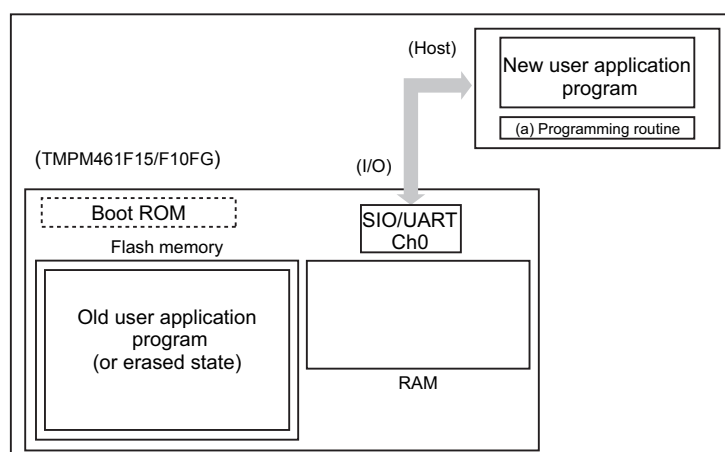 (Host)
New user application
program
(a) Programming routine
(TMPM461F15/F10FG)
(I/O)
Boot ROM
SIO/UART
Ch0
Flash memory
Old user application
program
(or erased state)
RAM